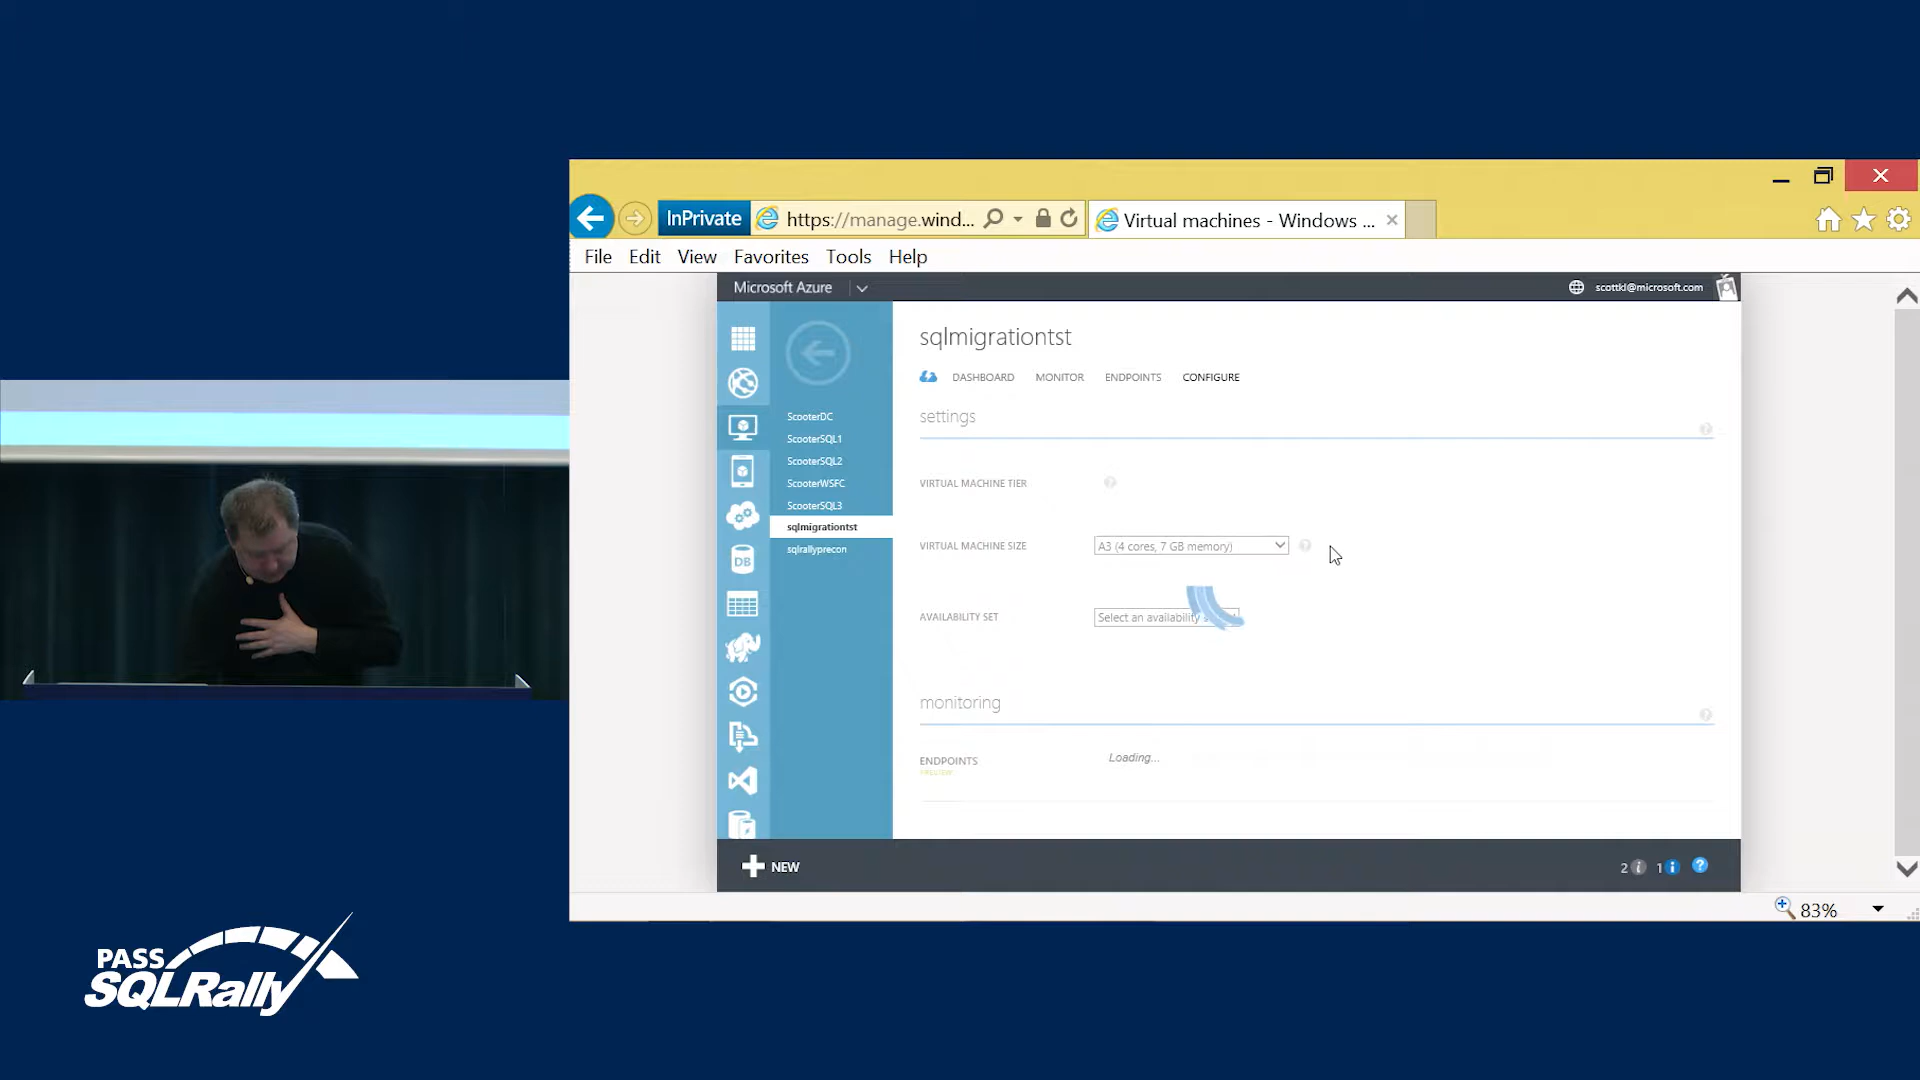 InPrivate
https://manage.wind...
Virtual machines - Windows ...
File Edit View Favorites Tools Help
Microsoft Azure
scottkl@microsoft.com
ScooterDC
ScooterSQL1
ScooterSQL2
ScooterWSFC
ScooterSQL3
sqlmigrationtst
sqlrallyprecon
DB
sqlmigrationtst
DASHBOARD MONITOR ENDPOINTS CONFIGURE
settings
VIRTUAL MACHINE TIER
VIRTUAL MACHINE SIZE
A3 (4 cores, 7 GB memory)
AVAILABILITY SET
Select an availability
monitoring
ENDPOINTS
PREVIEW
Loading...
NEW
2 1
83%
PASS
SQLRally